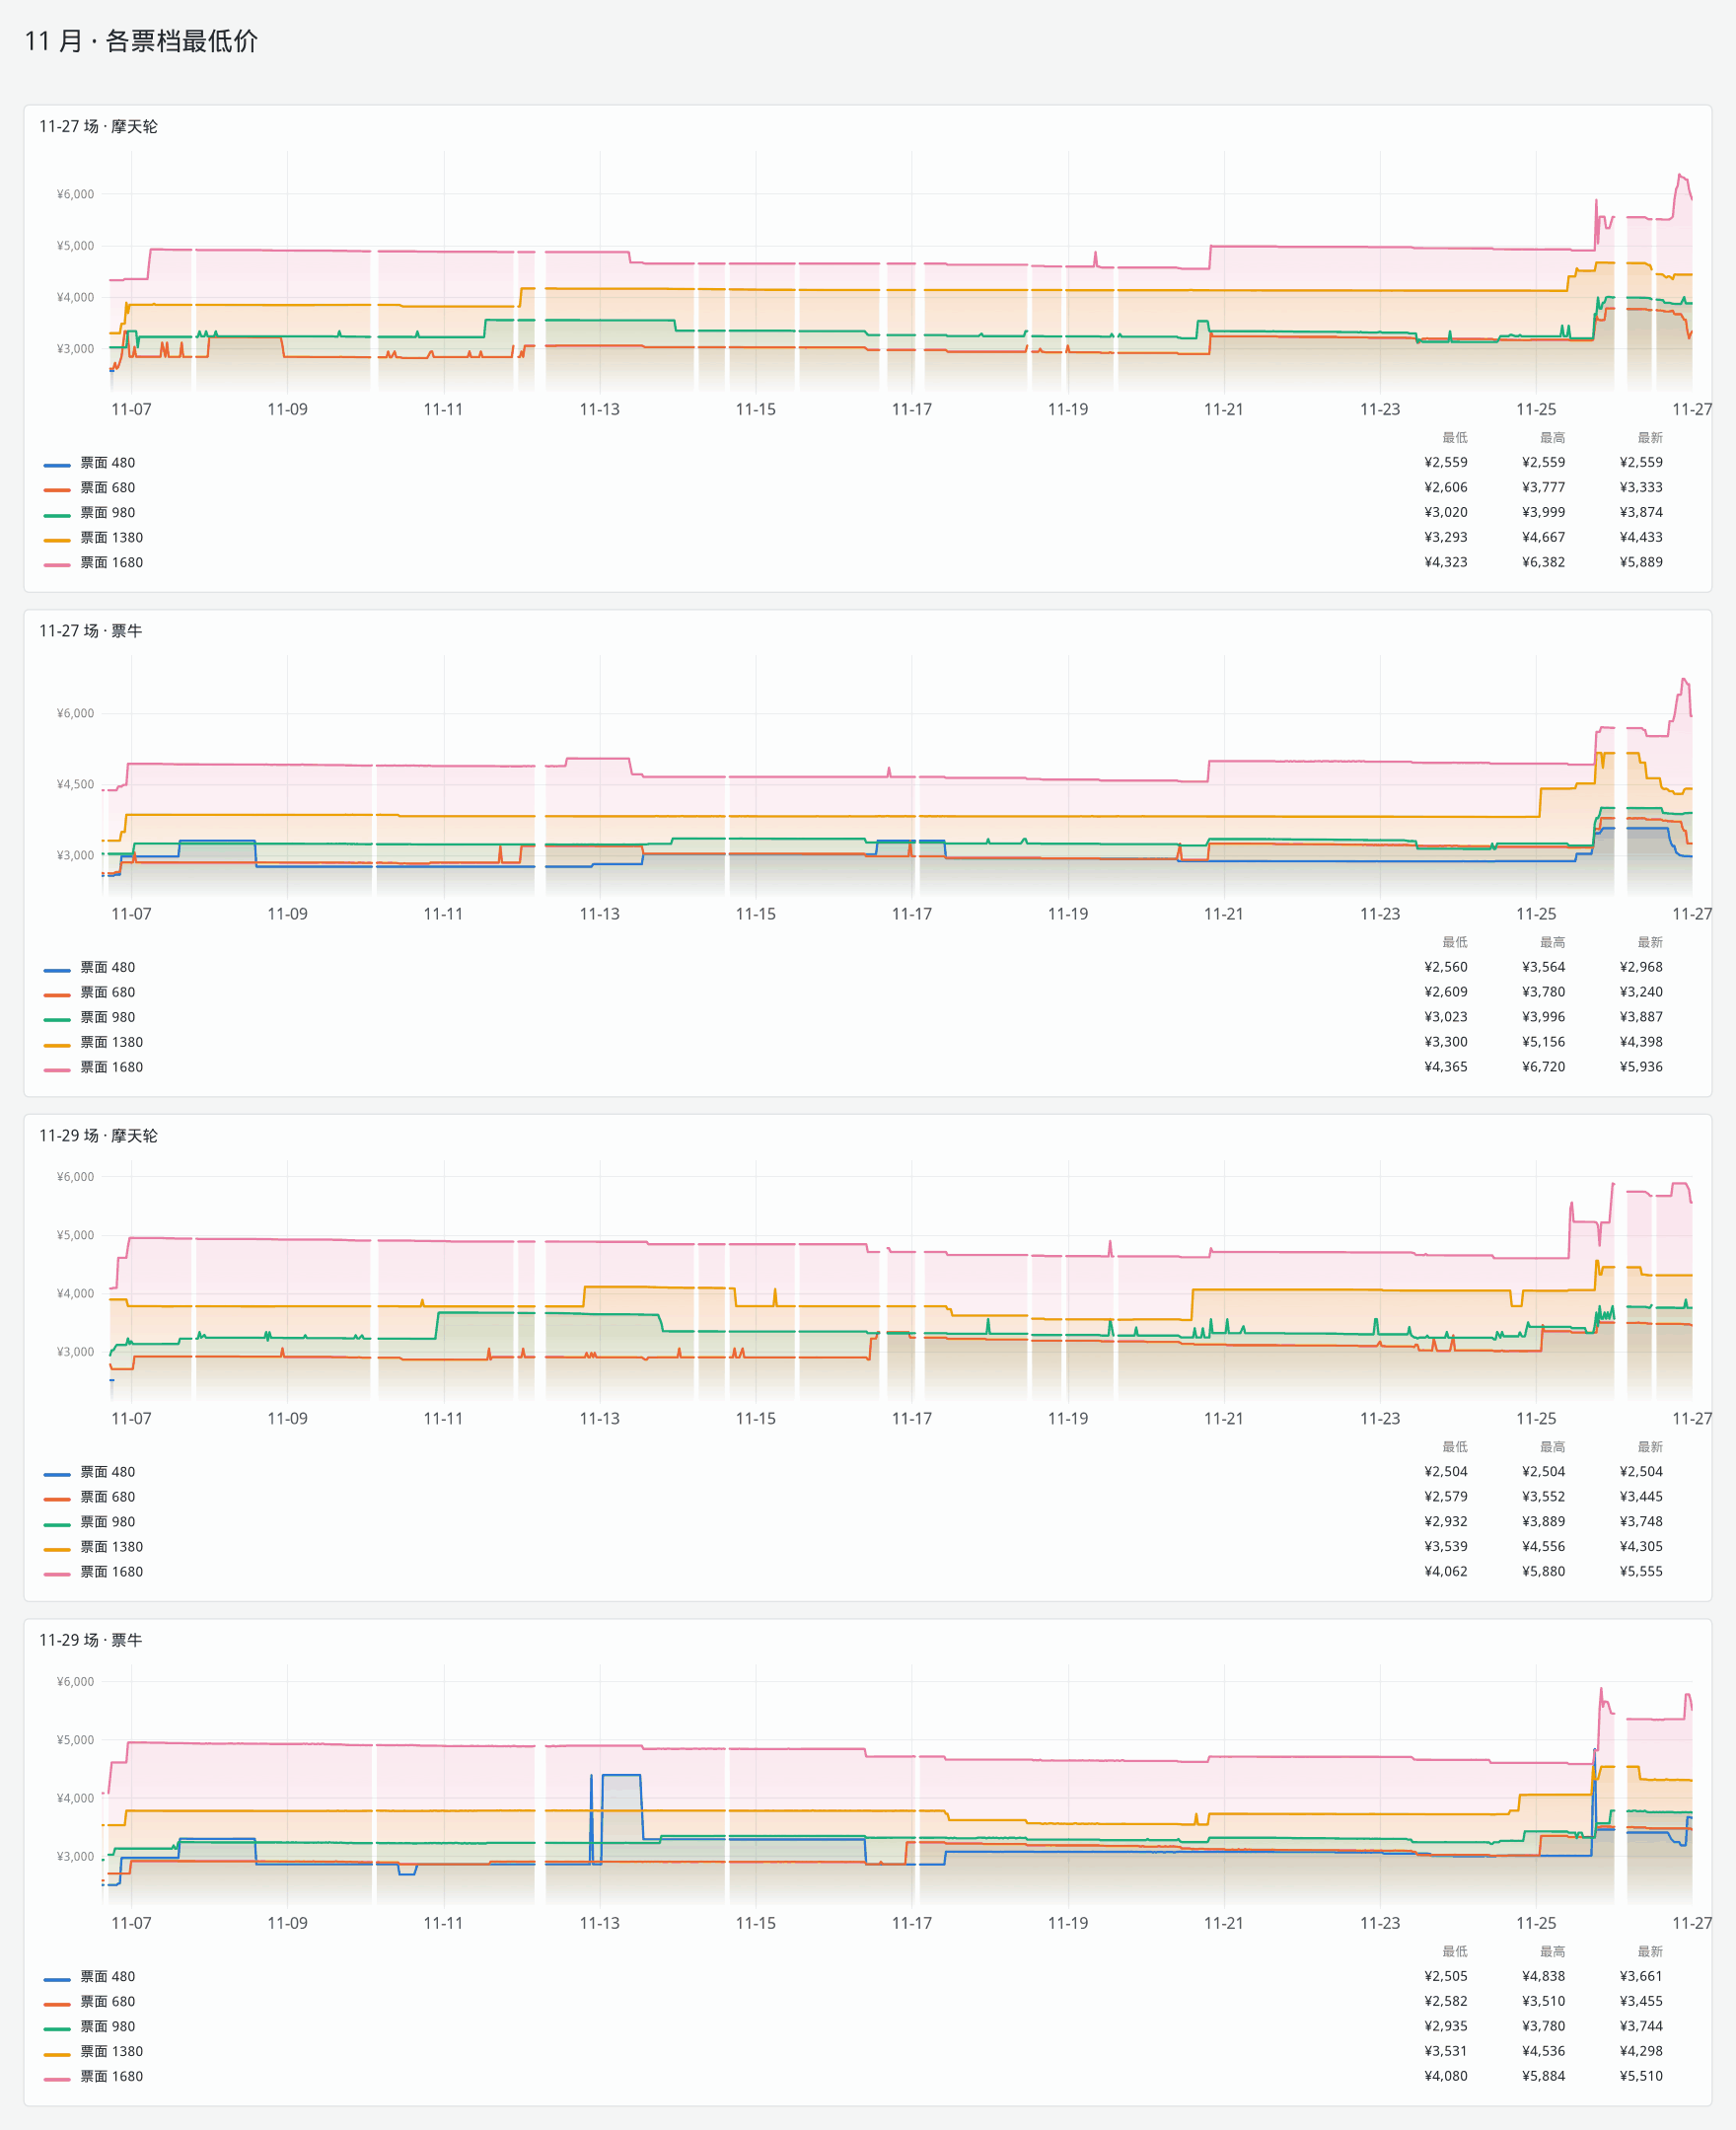 11 月 · 各票档最低价
11-27 场 · 摩天轮
¥6,000
¥5,000
¥4,000
¥3,000
11-07 11-09 11-11 11-13 11-15 11-17 11-19 11-21 11-23 11-25 11-27
最低 最高 最新
票面 480 ¥2,559 ¥2,559 ¥2,559
票面 680 ¥2,606 ¥3,777 ¥3,333
票面 980 ¥3,020 ¥3,999 ¥3,874
票面 1380 ¥3,293 ¥4,667 ¥4,433
票面 1680 ¥4,323 ¥6,382 ¥5,889
11-27 场 · 票牛
¥6,000
¥4,500
¥3,000
11-07 11-09 11-11 11-13 11-15 11-17 11-19 11-21 11-23 11-25 11-27
最低 最高 最新
票面 480 ¥2,560 ¥3,564 ¥2,968
票面 680 ¥2,609 ¥3,780 ¥3,240
票面 980 ¥3,023 ¥3,996 ¥3,887
票面 1380 ¥3,300 ¥5,156 ¥4,398
票面 1680 ¥4,365 ¥6,720 ¥5,936
11-29 场 · 摩天轮
¥6,000
¥5,000
¥4,000
¥3,000
11-07 11-09 11-11 11-13 11-15 11-17 11-19 11-21 11-23 11-25 11-27
最低 最高 最新
票面 480 ¥2,504 ¥2,504 ¥2,504
票面 680 ¥2,579 ¥3,552 ¥3,445
票面 980 ¥2,932 ¥3,889 ¥3,748
票面 1380 ¥3,539 ¥4,556 ¥4,305
票面 1680 ¥4,062 ¥5,880 ¥5,555
11-29 场 · 票牛
¥6,000
¥5,000
¥4,000
¥3,000
11-07 11-09 11-11 11-13 11-15 11-17 11-19 11-21 11-23 11-25 11-27
最低 最高 最新
票面 480 ¥2,505 ¥4,838 ¥3,661
票面 680 ¥2,582 ¥3,510 ¥3,455
票面 980 ¥2,935 ¥3,780 ¥3,744
票面 1380 ¥3,531 ¥4,536 ¥4,298
票面 1680 ¥4,080 ¥5,884 ¥5,510